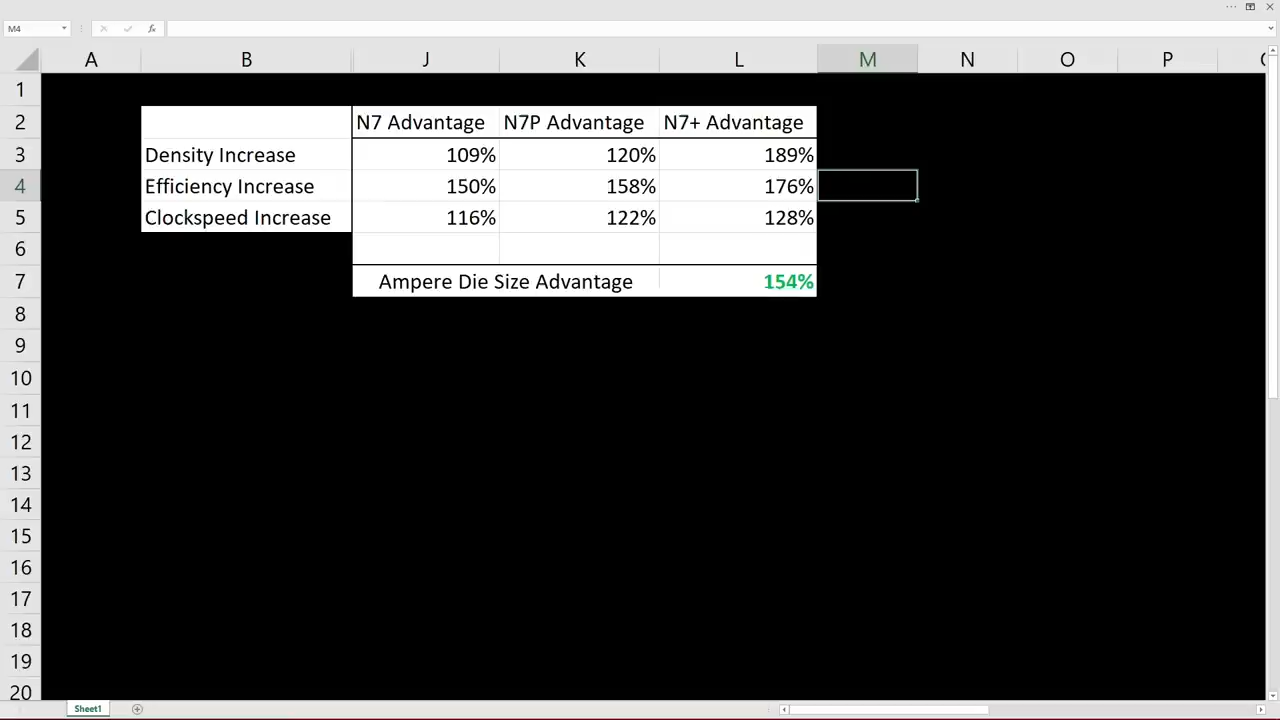 M4
fx
A B J K L M N O P
1
2 N7 Advantage N7P Advantage N7+ Advantage
3 Density Increase 109% 120% 189%
4 Efficiency Increase 150% 158% 176%
5 Clockspeed Increase 116% 122% 128%
6
7 Ampere Die Size Advantage 154%
8
9
10
11
12
13
14
15
16
17
18
19
20
Sheet1